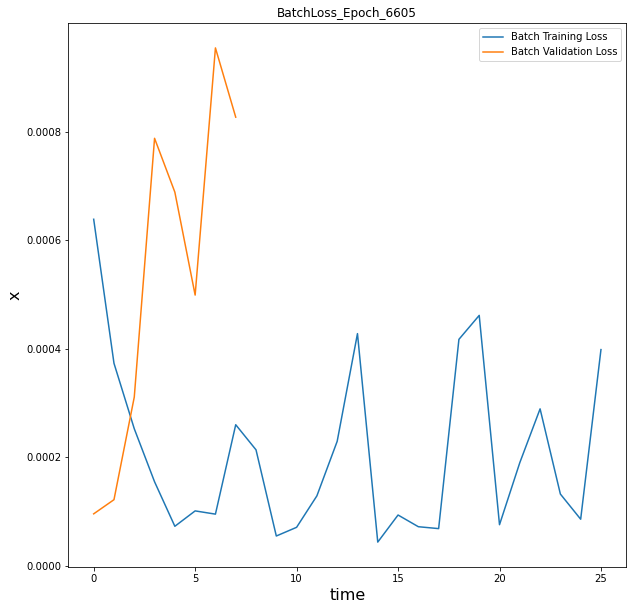 BatchLoss_Epoch_6605
Batch Training Loss
Batch Validation Loss
0.0008
0.0006
x
0.0004
0.0002
0.0000
0 5 10 15 20 25
time